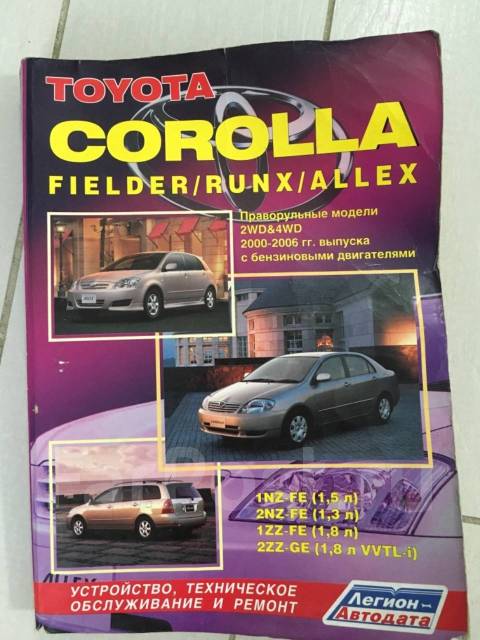 TOYOTA
COROLLA
FIELDER/RUNX/ALLEX
Праворульные модели
2WD&4WD
2000-2006 гг. выпуска
с бензиновыми двигателями
1NZ-FE (1,5 л)
2NZ-FE (1,3 л)
1ZZ-FE (1,8 л)
2ZZ-GE (1,8 л VVTL-i)
ALLEX
УСТРОЙСТВО, ТЕХНИЧЕСКОЕ
ОБСЛУЖИВАНИЕ И РЕМОНТ
Легион-
Автодата